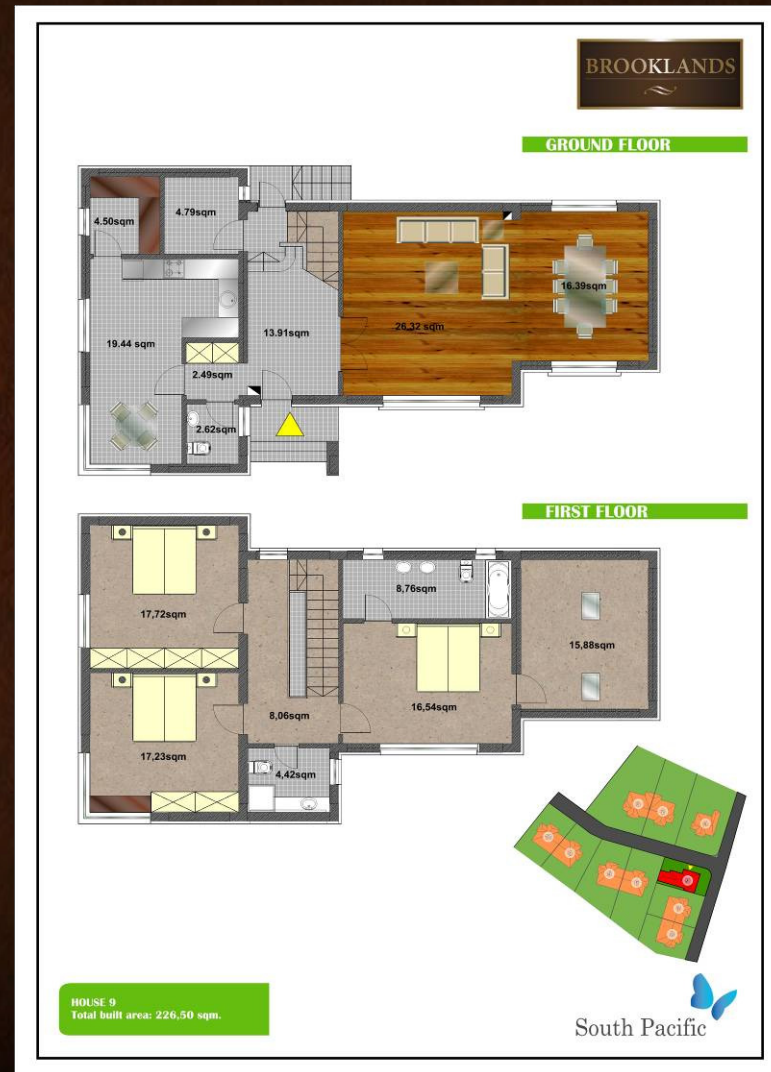 BROOKLANDS
GROUND FLOOR
4.50sqm
4.79sqm
16.39sqm
19.44 sqm
13.91sqm
26,32 sqm
2.49sqm
2.62sqm
FIRST FLOOR
17,72sqm
8,76sqm
15,88sqm
8,06sqm
16,54sqm
17,23sqm
4,42sqm
HOUSE 9
Total built area: 226,50 sqm.
South Pacific